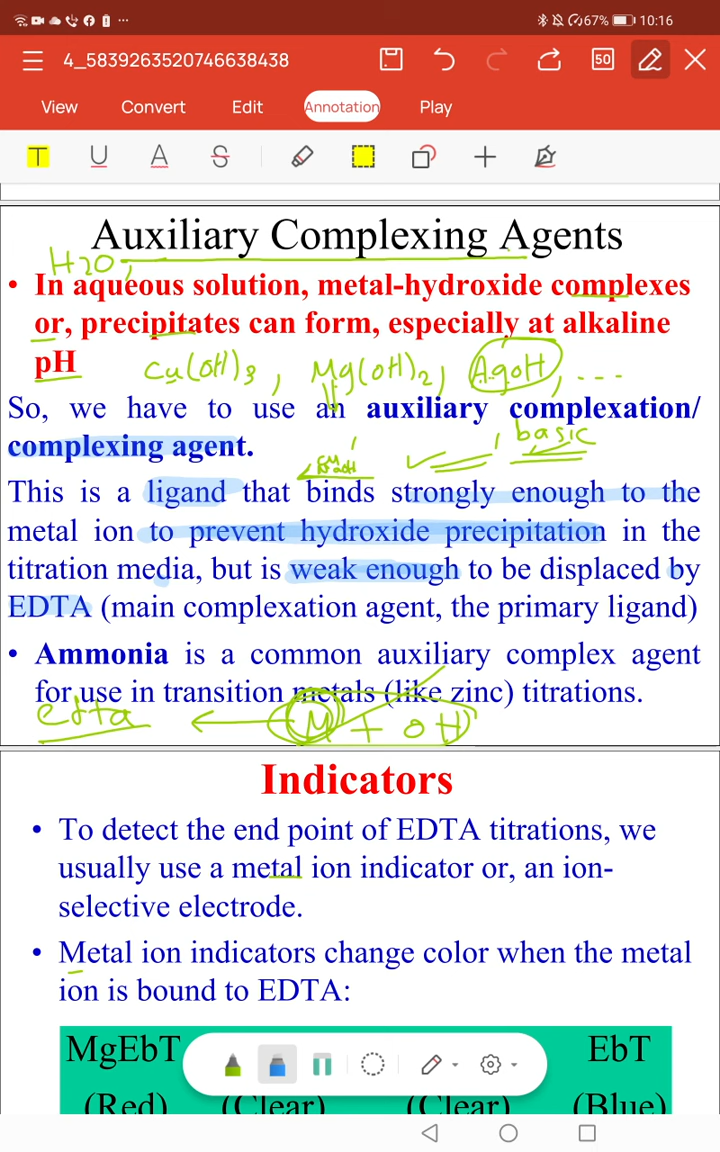 67% 10:16
4_5839263520746638438
50
View Convert Edit Annotation Play
Auxiliary Complexing Agents
H2O,
• In aqueous solution, metal-hydroxide complexes
or, precipitates can form, especially at alkaline
pH
Cu(OH)3, Mg(OH)2, AgOH, ...
So, we have to use an auxiliary complexation/
complexing agent.
basic
This is a ligand that binds strongly enough to the
metal ion to prevent hydroxide precipitation in the
titration media, but is weak enough to be displaced by
EDTA (main complexation agent, the primary ligand)
• Ammonia is a common auxiliary complex agent
for use in transition metals (like zinc) titrations.
edta ← M + OH
Indicators
• To detect the end point of EDTA titrations, we
usually use a metal ion indicator or, an ion-
selective electrode.
• Metal ion indicators change color when the metal
ion is bound to EDTA:
MgEbT EbT
(Red) (Clear) (Clear) (Blue)